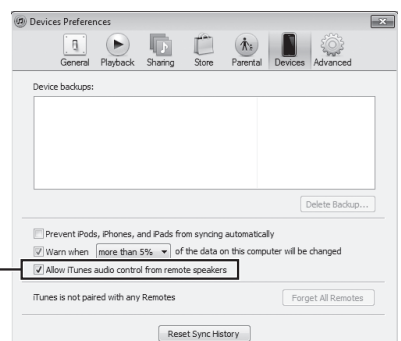 Devices Preferences
General Playback Sharing Store Parental Devices Advanced
Device backups:
Delete Backup...
Prevent iPods, iPhones, and iPads from syncing automatically
Warn when more than 5% of the data on this computer will be changed
Allow iTunes audio control from remote speakers
iTunes is not paired with any Remotes Forget All Remotes
Reset Sync History